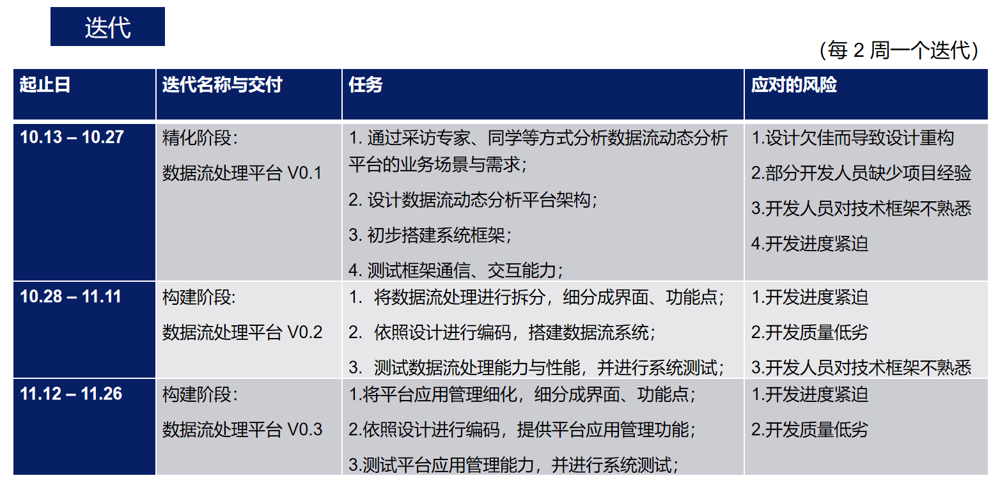 迭代
（每 2 周一个迭代）
起止日
迭代名称与交付
任务
应对的风险
10.13 – 10.27
精化阶段：
数据流处理平台 V0.1
1. 通过采访专家、同学等方式分析数据流动态分析
平台的业务场景与需求；
2. 设计数据流动态分析平台架构；
3. 初步搭建系统框架；
4. 测试框架通信、交互能力；
1.设计欠佳而导致设计重构
2.部分开发人员缺少项目经验
3.开发人员对技术框架不熟悉
4.开发进度紧迫
10.28 – 11.11
构建阶段:
数据流处理平台 V0.2
1. 将数据流处理进行拆分，细分成界面、功能点；
2. 依照设计进行编码，搭建数据流系统；
3. 测试数据流处理能力与性能，并进行系统测试；
1.开发进度紧迫
2.开发质量低劣
3.开发人员对技术框架不熟悉
11.12 – 11.26
构建阶段：
数据流处理平台 V0.3
1.将平台应用管理细化，细分成界面、功能点；
2.依照设计进行编码，提供平台应用管理功能；
3.测试平台应用管理能力，并进行系统测试；
1.开发进度紧迫
2.开发质量低劣